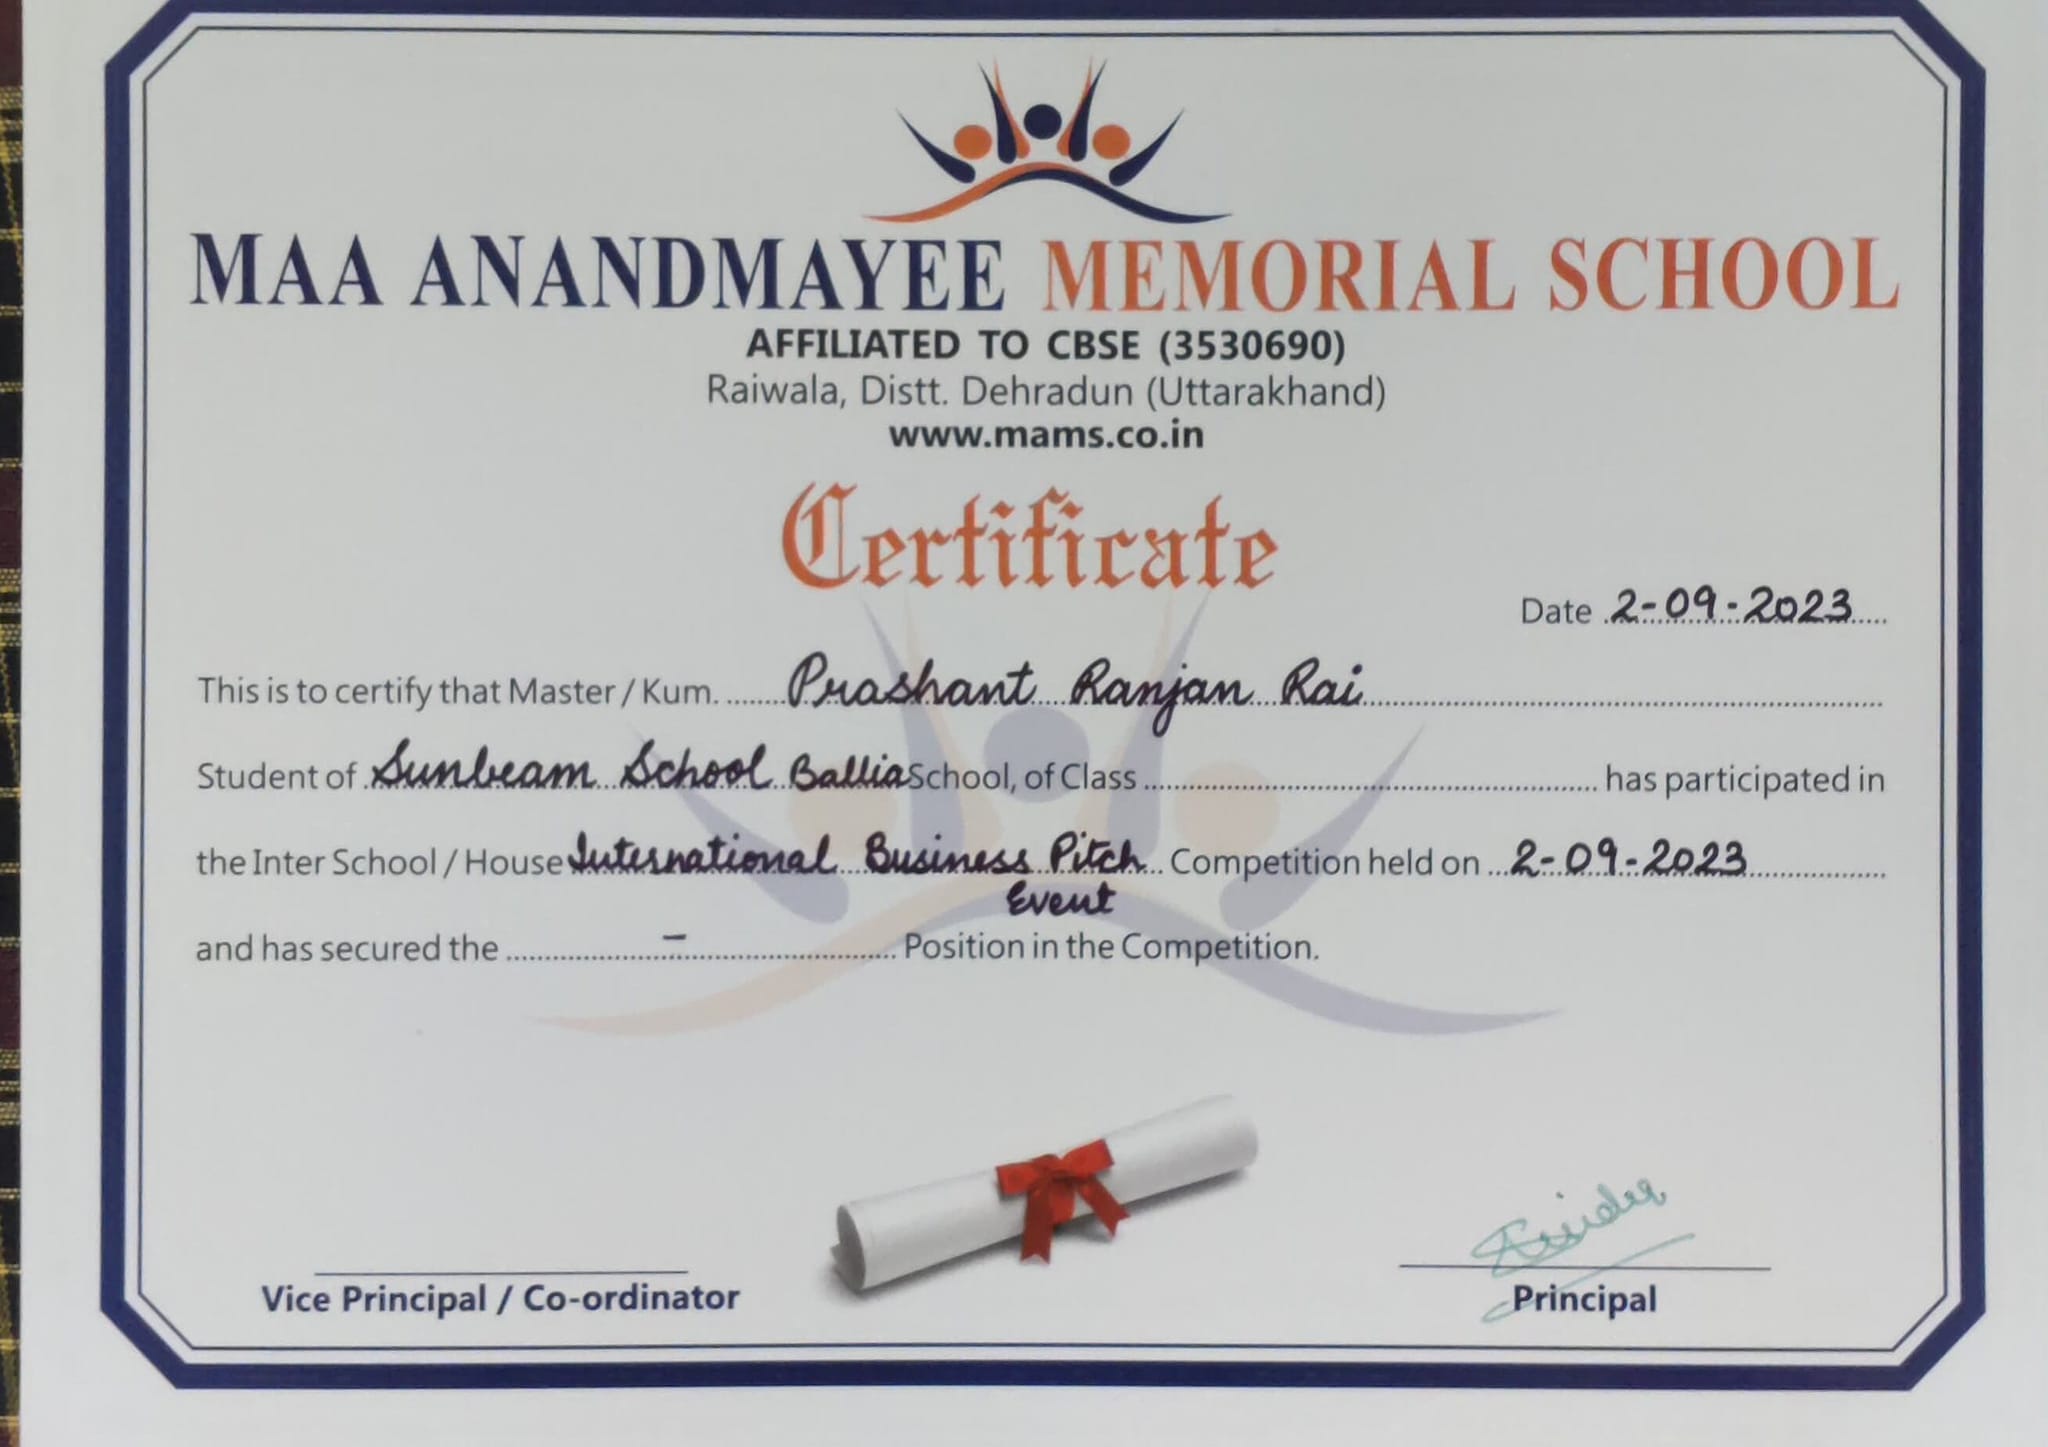 MAA ANANDMAYEE MEMORIAL SCHOOL
AFFILIATED TO CBSE (3530690)
Raiwala, Distt. Dehradun (Uttarakhand)
www.mams.co.in
Certificate
Date 2-09-2023
This is to certify that Master / Kum. Prashant Ranjan Rai
Student of Sunbeam School Ballia School, of Class has participated in
the Inter School / House International Business Pitch Competition held on 2-09-2023
Event
and has secured the - Position in the Competition.
Vice Principal / Co-ordinator
Principal